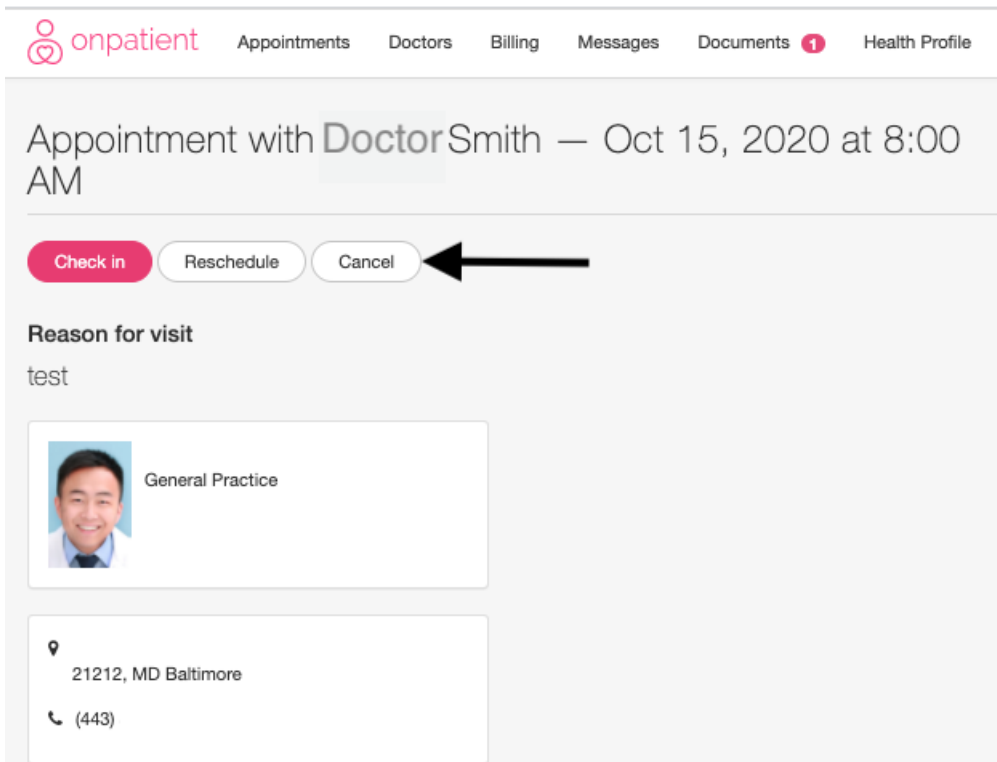 onpatient Appointments Doctors Billing Messages Documents 1 Health Profile
Appointment with Doctor Smith — Oct 15, 2020 at 8:00
AM
Check in Reschedule Cancel
Reason for visit
test
General Practice
21212, MD Baltimore
(443)